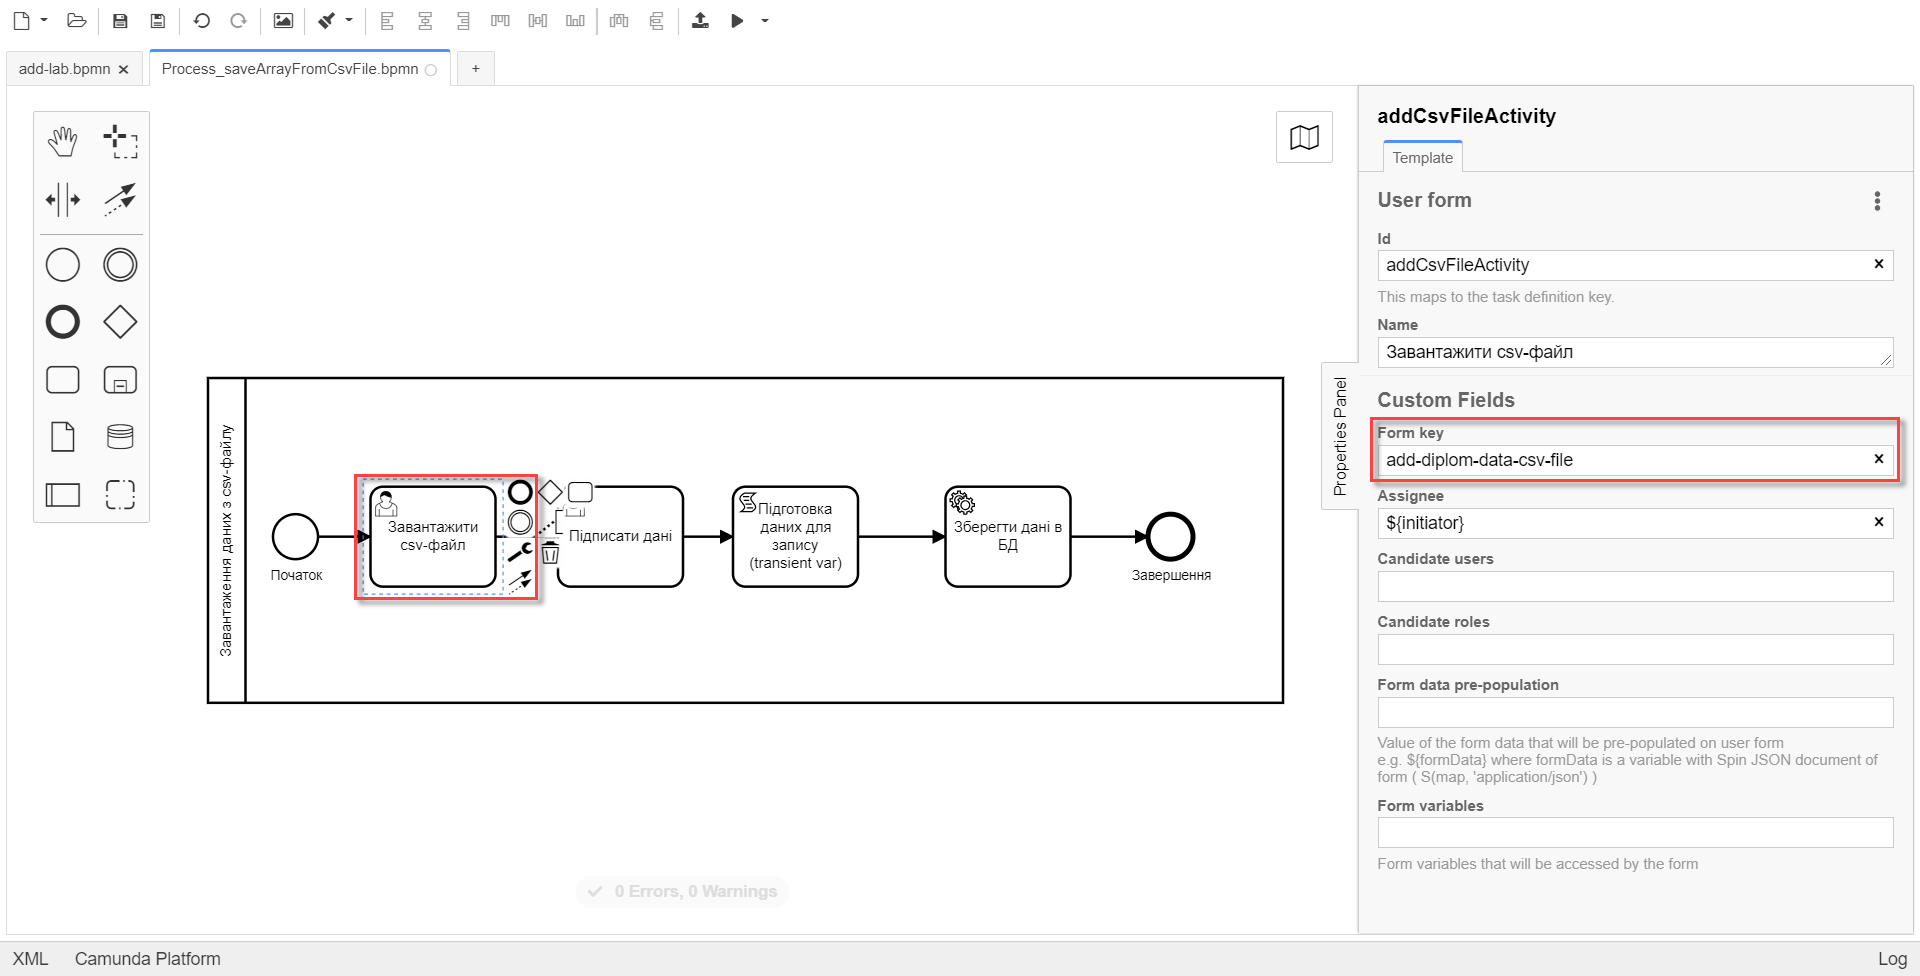 add-lab.bpmn
Process_saveArrayFromCsvFile.bpmn
+
addCsvFileActivity
Template
User form
Id
addCsvFileActivity
This maps to the task definition key.
Name
Завантажити csv-файл
Custom Fields
Form key
add-diplom-data-csv-file
Assignee
${initiator}
Candidate users
Candidate roles
Form data pre-population
Value of the form data that will be pre-populated on user form
e.g. ${formData} where formData is a variable with Spin JSON document of
form ( S(map, 'application/json') )
Form variables
Form variables that will be accessed by the form
Properties Panel
Завантаження даних з csv-файлу
Початок
Завантажити
csv-файл
Підписати дані
Підготовка
даних для
запису
(transient var)
Зберегти дані в
БД
Завершення
0 Errors, 0 Warnings
XML
Camunda Platform
Log